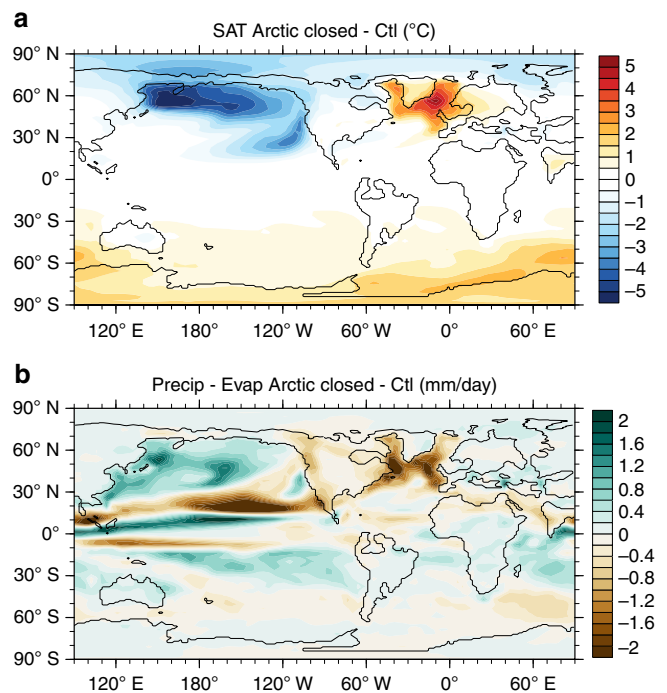 a
SAT Arctic closed - Ctl (°C)
90° N
60° N
30° N
0°
30° S
60° S
90° S
120° E 180° 120° W 60° W 0° 60° E
5
4
3
2
1
0
−1
−2
−3
−4
−5
b
Precip - Evap Arctic closed - Ctl (mm/day)
90° N
60° N
30° N
0°
30° S
60° S
90° S
120° E 180° 120° W 60° W 0° 60° E
2
1.6
1.2
0.8
0.4
0
−0.4
−0.8
−1.2
−1.6
−2